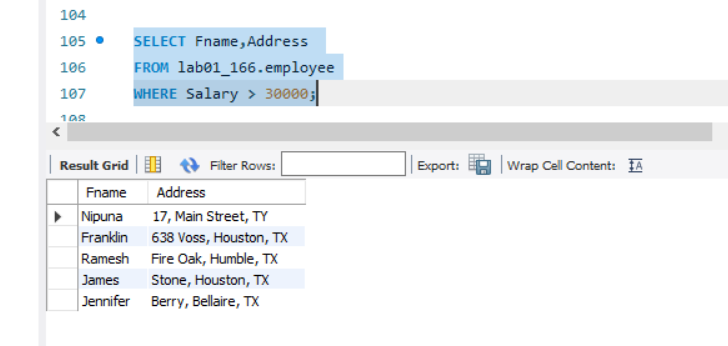 104
105 SELECT Fname,Address
106 FROM lab01_166.employee
107 WHERE Salary > 30000;
108
Result Grid Filter Rows: Export: Wrap Cell Content: IA
Fname Address
Nipuna 17, Main Street, TY
Franklin 638 Voss, Houston, TX
Ramesh Fire Oak, Humble, TX
James Stone, Houston, TX
Jennifer Berry, Bellaire, TX